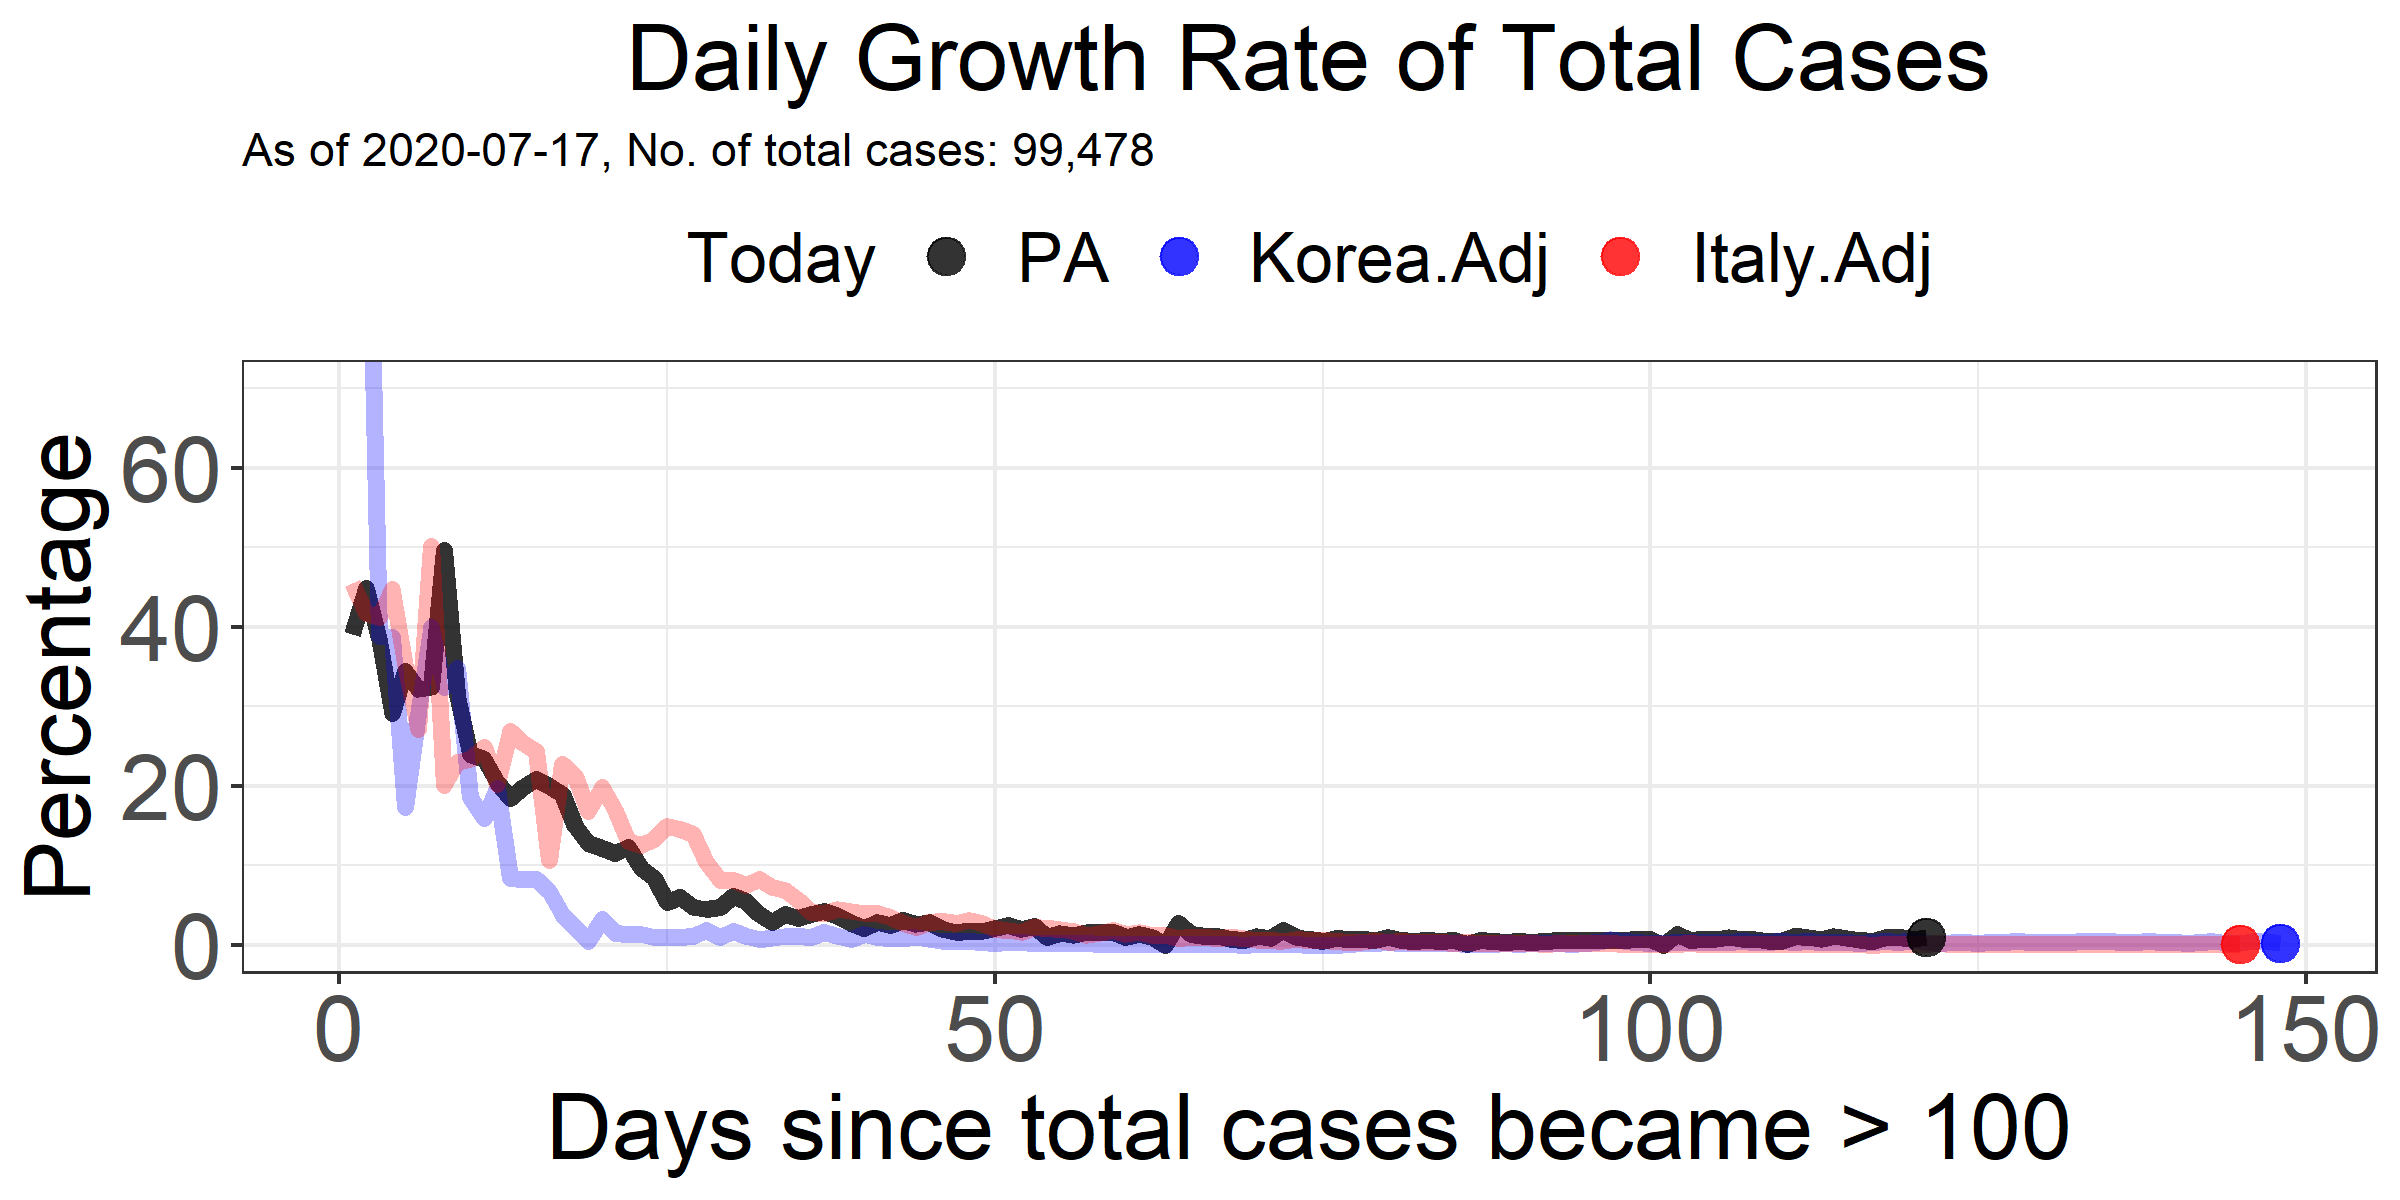 Daily Growth Rate of Total Cases
As of 2020-07-17, No. of total cases: 99,478
Today PA Korea.Adj Italy.Adj
Percentage
60
40
20
0
0 50 100 150
Days since total cases became > 100